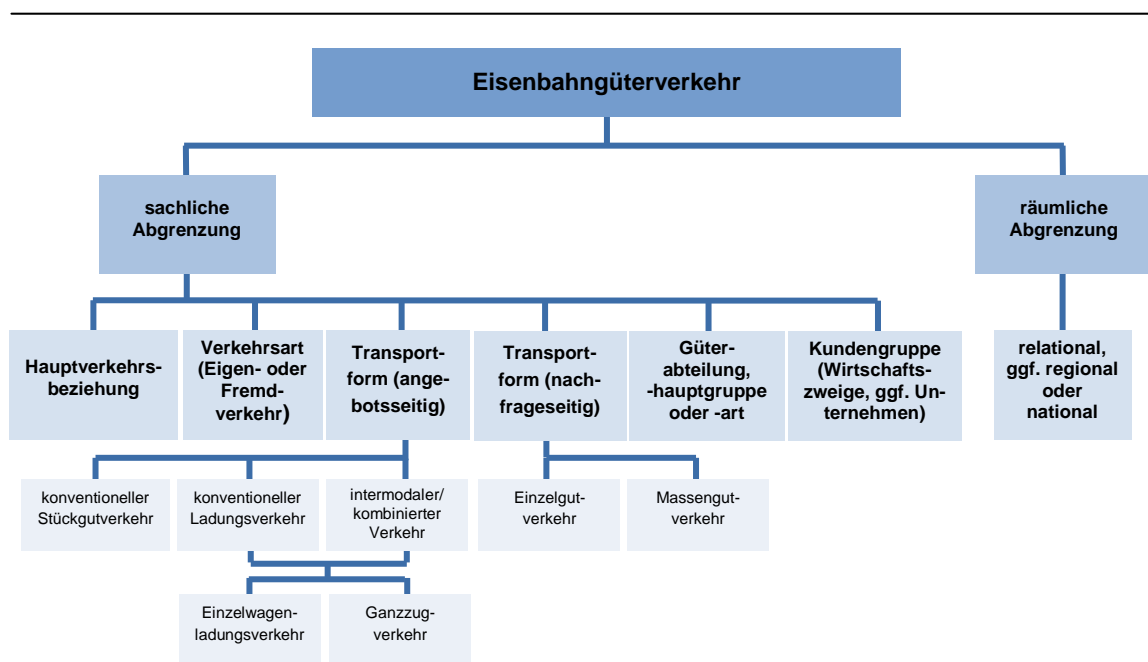 Eisenbahngüterverkehr
sachliche
Abgrenzung
räumliche
Abgrenzung
Hauptverkehrs-
beziehung
Verkehrsart
(Eigen- oder
Fremd-
verkehr)
Transport-
form (ange-
botsseitig)
Transport-
form (nach-
frageseitig)
Güter-
abteilung,
-hauptgruppe
oder -art
Kundengruppe
(Wirtschafts-
zweige, ggf. Un-
ternehmen)
relational,
ggf. regional
oder
national
konventioneller
Stückgutverkehr
konventioneller
Ladungsverkehr
intermodaler/
kombinierter
Verkehr
Einzelgut-
verkehr
Massengut-
verkehr
Einzelwagen-
ladungsverkehr
Ganzzug-
verkehr